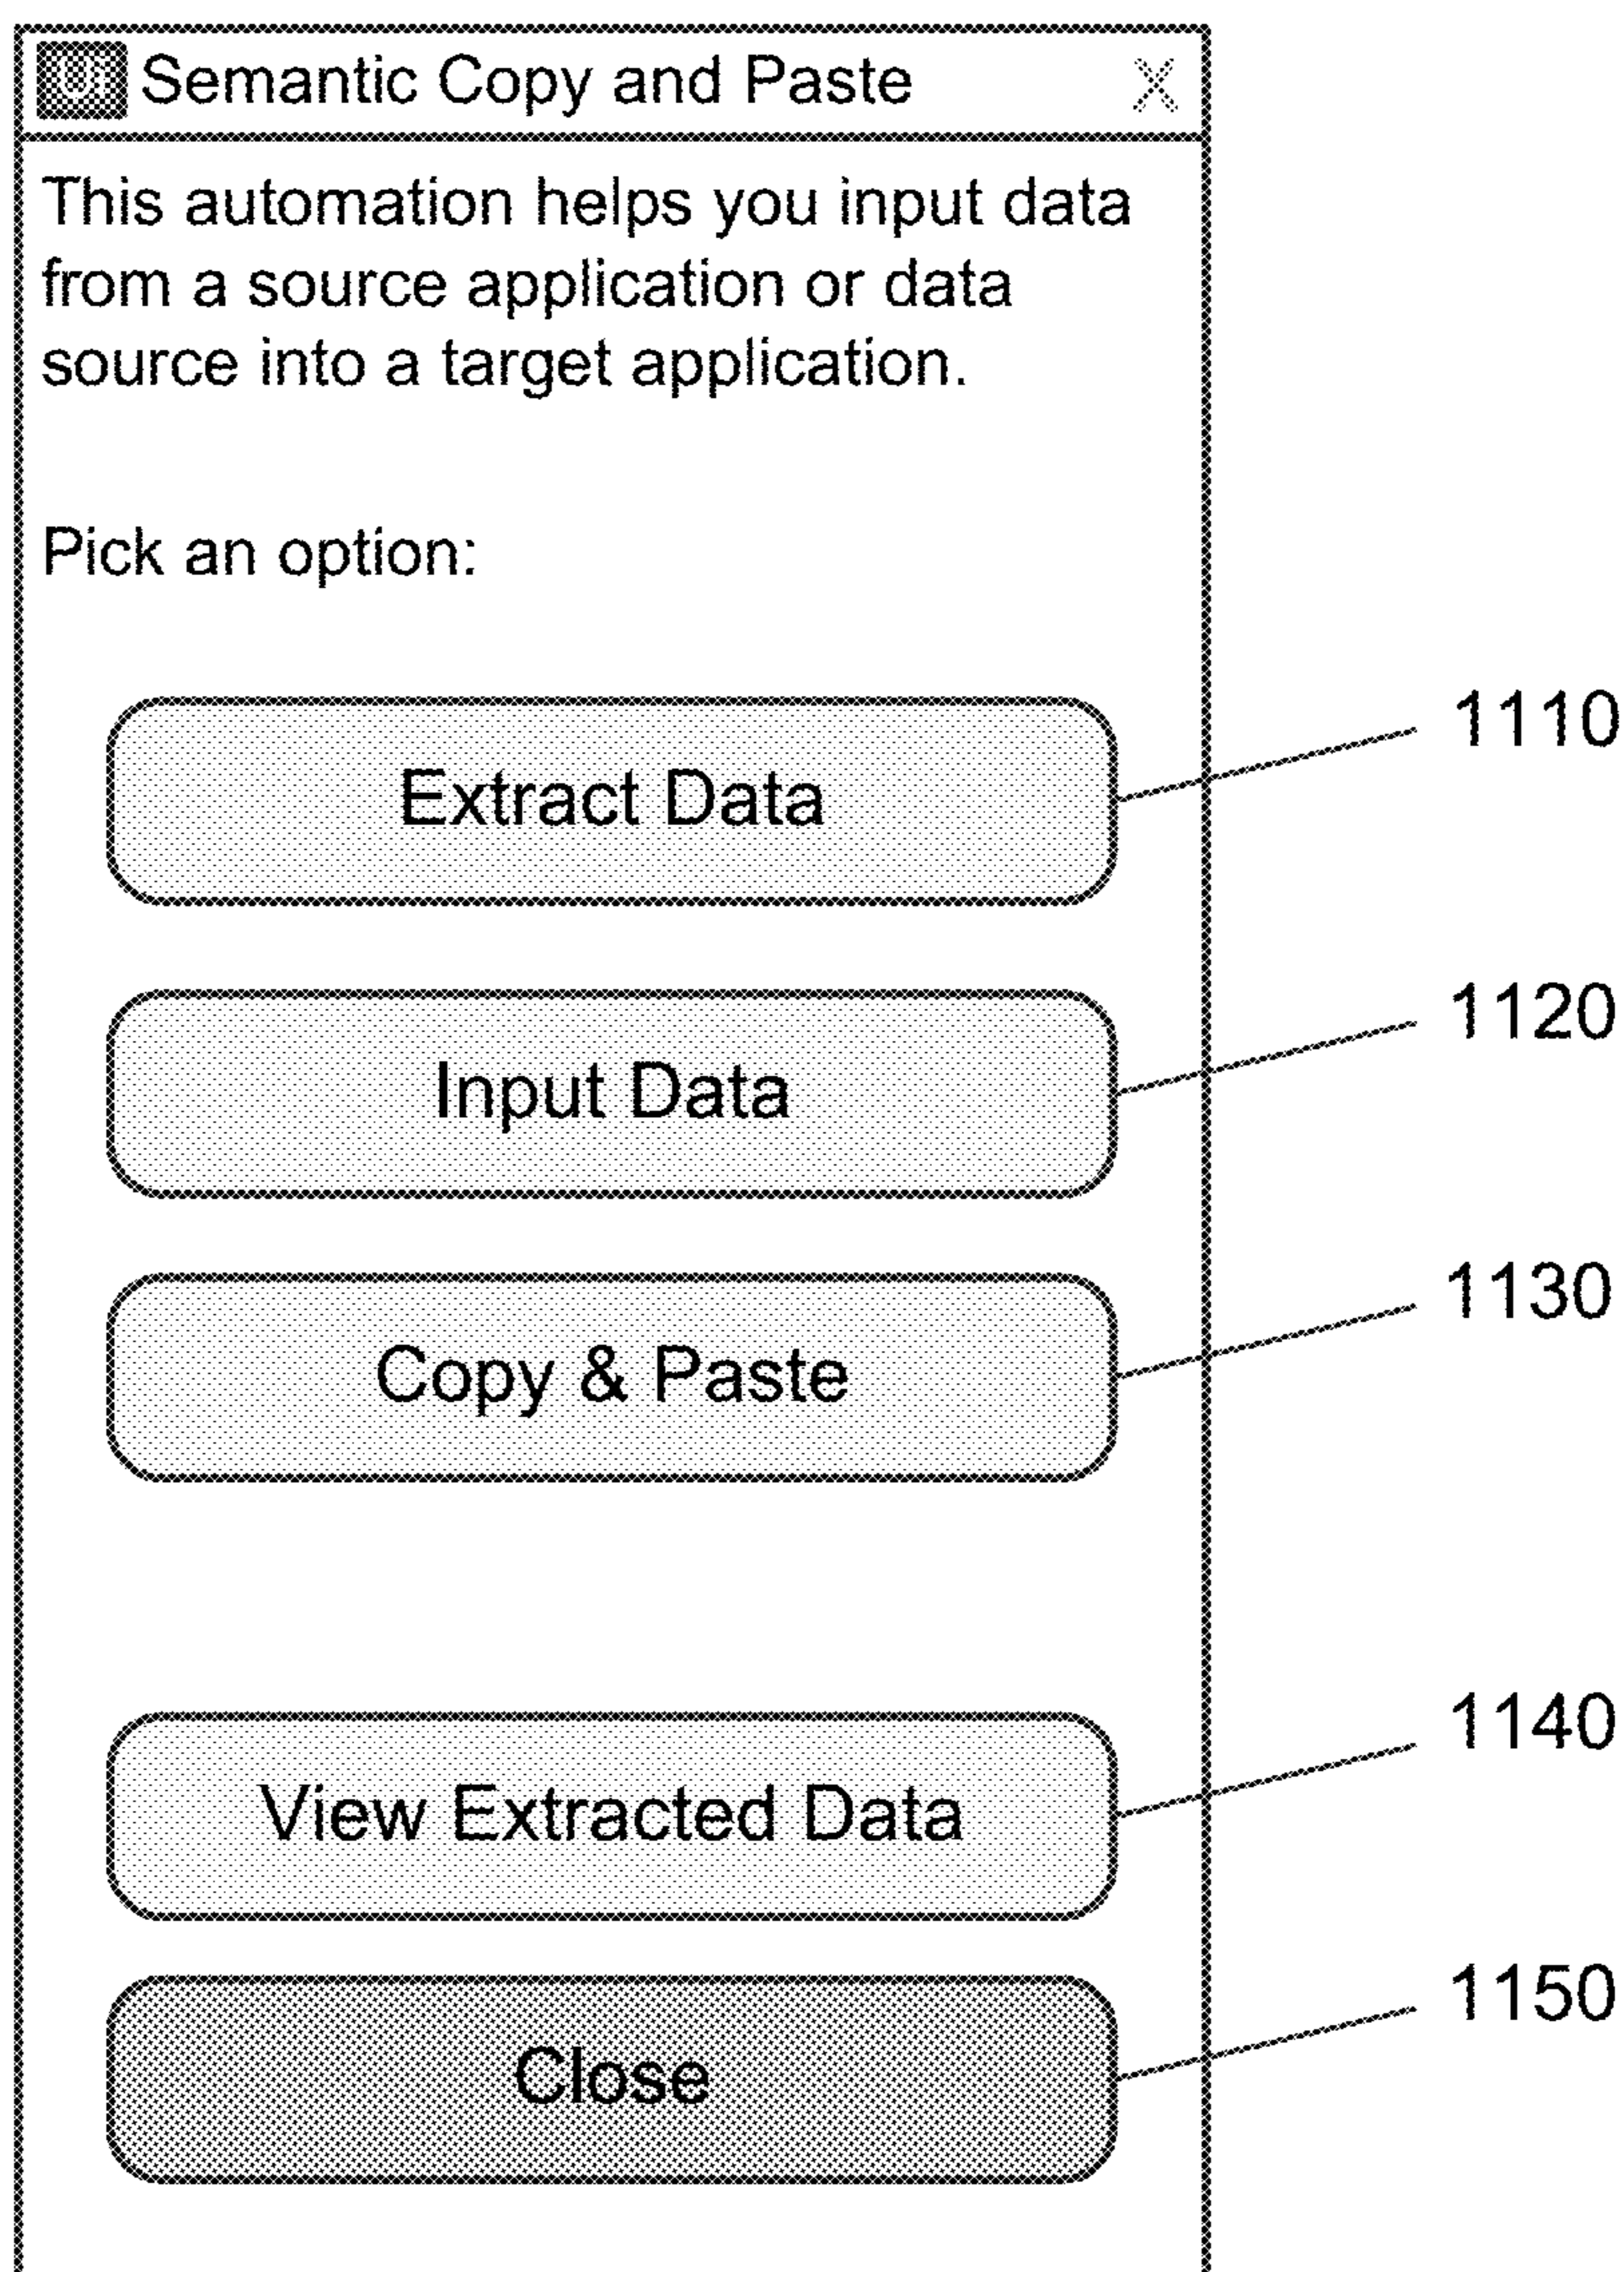 Ui Semantic Copy and Paste X
This automation helps you input data
from a source application or data
source into a target application.
Pick an option:
Extract Data 1110
Input Data 1120
Copy & Paste 1130
View Extracted Data 1140
Close 1150